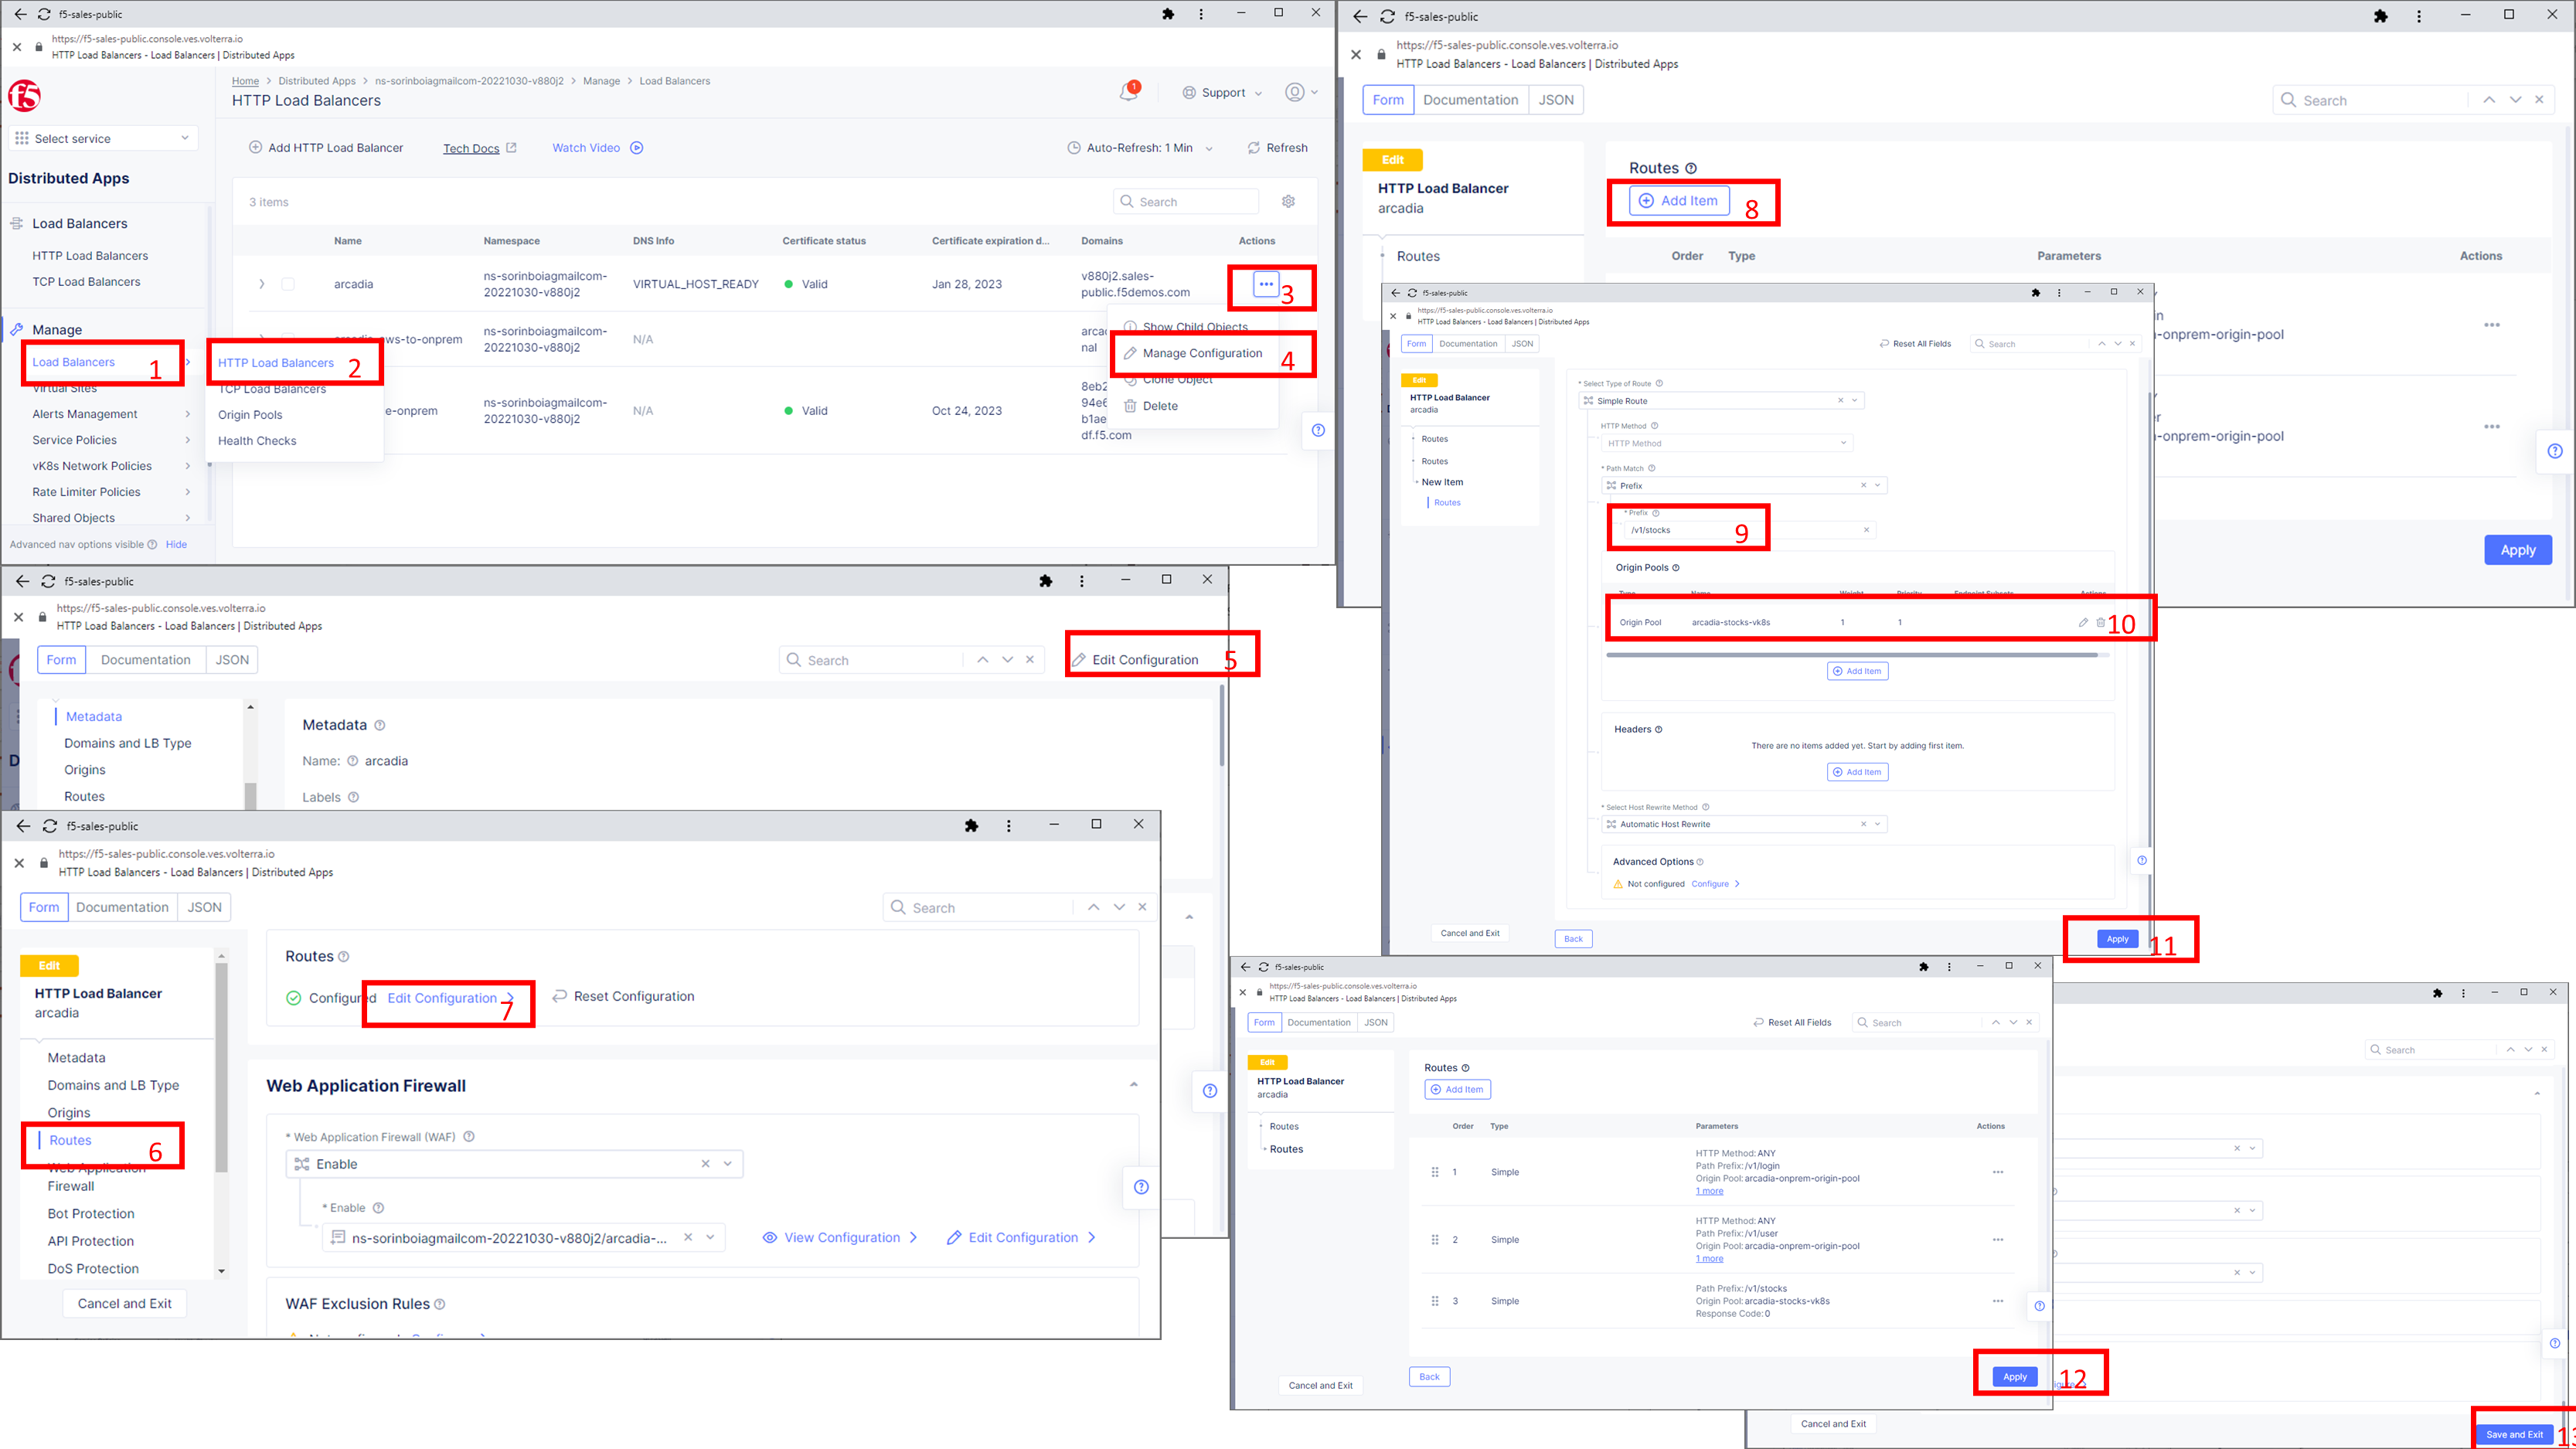 f5-sales-public
https://f5-sales-public.console.ves.volterra.io
HTTP Load Balancers - Load Balancers | Distributed Apps
f5
Home > Distributed Apps > ns-sorinboiagmailcom-20221030-v880j2 > Manage > Load Balancers
HTTP Load Balancers
1
Support
Select service
Add HTTP Load Balancer
Tech Docs
Watch Video
Auto-Refresh: 1 Min
Refresh
Distributed Apps
3 items
Search
Load Balancers
HTTP Load Balancers
TCP Load Balancers
Name
Namespace
DNS Info
Certificate status
Certificate expiration d...
Domains
Actions
arcadia
ns-sorinboiagmailcom-
20221030-v880j2
VIRTUAL_HOST_READY
Valid
Jan 28, 2023
v880j2.sales-
public.f5demos.com
3
Show Child Objects
Manage Configuration
4
Clone Object
Delete
ws-to-onprem
ns-sorinboiagmailcom-
20221030-v880j2
N/A
arcad
nal
e-onprem
ns-sorinboiagmailcom-
20221030-v880j2
N/A
Valid
Oct 24, 2023
8eb2
94e6
b1ae
df.f5.com
Manage
Load Balancers
1
HTTP Load Balancers
2
TCP Load Balancers
Origin Pools
Health Checks
Virtual Sites
Alerts Management
Service Policies
vK8s Network Policies
Rate Limiter Policies
Shared Objects
Advanced nav options visible
Hide
f5-sales-public
https://f5-sales-public.console.ves.volterra.io
HTTP Load Balancers - Load Balancers | Distributed Apps
Form
Documentation
JSON
Search
Edit Configuration
5
Metadata
Domains and LB Type
Origins
Routes
Metadata
Name: arcadia
Labels
D
f5-sales-public
https://f5-sales-public.console.ves.volterra.io
HTTP Load Balancers - Load Balancers | Distributed Apps
Form
Documentation
JSON
Search
Edit
HTTP Load Balancer
arcadia
Metadata
Domains and LB Type
Origins
Routes
6
Web Application
Firewall
Bot Protection
API Protection
DoS Protection
Cancel and Exit
Routes
Configured
Edit Configuration
7
Reset Configuration
Web Application Firewall
* Web Application Firewall (WAF)
Enable
* Enable
ns-sorinboiagmailcom-20221030-v880j2/arcadia-...
View Configuration
Edit Configuration
WAF Exclusion Rules
f5-sales-public
https://f5-sales-public.console.ves.volterra.io
HTTP Load Balancers - Load Balancers | Distributed Apps
Form
Documentation
JSON
Search
Edit
HTTP Load Balancer
arcadia
Routes
Routes
Add Item
8
Order
Type
Parameters
Actions
-onprem-origin-pool
-onprem-origin-pool
Apply
f5-sales-public
https://f5-sales-public.console.ves.volterra.io
HTTP Load Balancers - Load Balancers | Distributed Apps
Form
Documentation
JSON
Reset All Fields
Search
Edit
HTTP Load Balancer
arcadia
Routes
Routes
New Item
Routes
* Select Type of Route
Simple Route
HTTP Method
HTTP Method
* Path Match
Prefix
* Prefix
/v1/stocks
9
Origin Pools
Type
Name
Weight
Priority
Endpoint Subsets
Actions
Origin Pool
arcadia-stocks-vk8s
1
1
10
Add Item
Headers
There are no items added yet. Start by adding first item.
Add Item
* Select Host Rewrite Method
Automatic Host Rewrite
Advanced Options
Not configured
Configure
Cancel and Exit
Back
Apply
11
f5-sales-public
https://f5-sales-public.console.ves.volterra.io
HTTP Load Balancers - Load Balancers | Distributed Apps
Form
Documentation
JSON
Reset All Fields
Search
Edit
HTTP Load Balancer
arcadia
Routes
Routes
Routes
Add Item
Order
Type
Parameters
Actions
1
Simple
HTTP Method: ANY
Path Prefix: /v1/login
Origin Pool: arcadia-onprem-origin-pool
1 more
2
Simple
HTTP Method: ANY
Path Prefix: /v1/user
Origin Pool: arcadia-onprem-origin-pool
1 more
3
Simple
Path Prefix: /v1/stocks
Origin Pool: arcadia-stocks-vk8s
Response Code: 0
Cancel and Exit
Back
Apply
12
Search
Cancel and Exit
Save and Exit